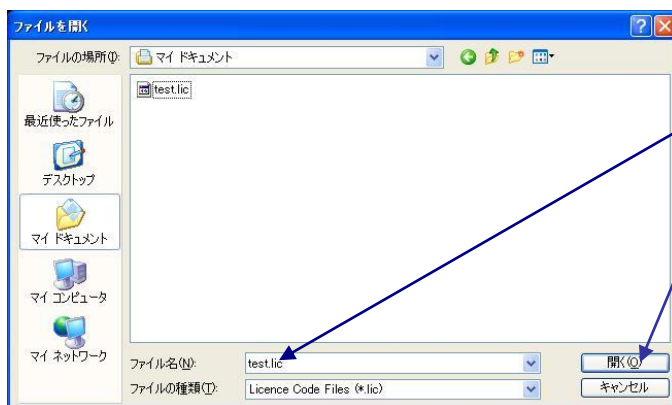 ファイルを開く
ファイルの場所(I):
マイ ドキュメント
test.lic
最近使ったファイル
デスクトップ
マイ ドキュメント
マイ コンピュータ
マイ ネットワーク
ファイル名(N):
test.lic
開く(O)
ファイルの種類(T):
Licence Code Files (*.lic)
キャンセル